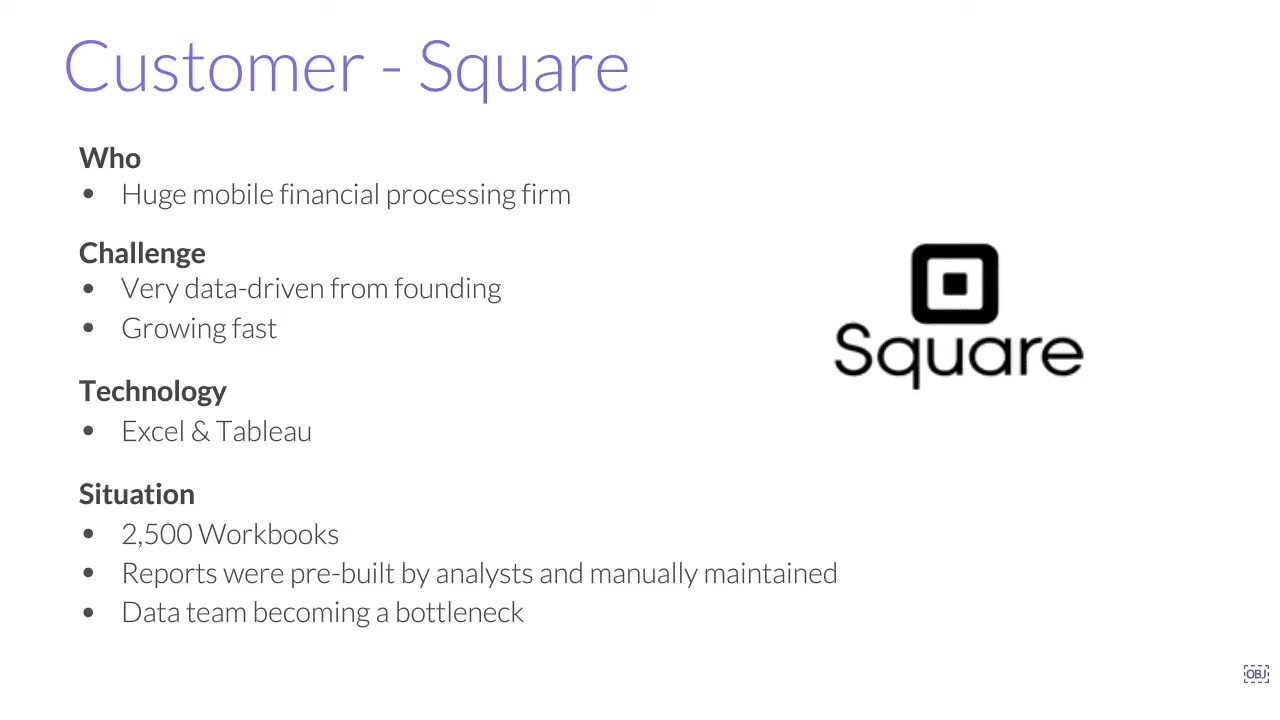 Customer - Square
Who
• Huge mobile financial processing firm
Challenge
• Very data-driven from founding
• Growing fast
Square
Technology
• Excel & Tableau
Situation
• 2,500 Workbooks
• Reports were pre-built by analysts and manually maintained
• Data team becoming a bottleneck
OBJ